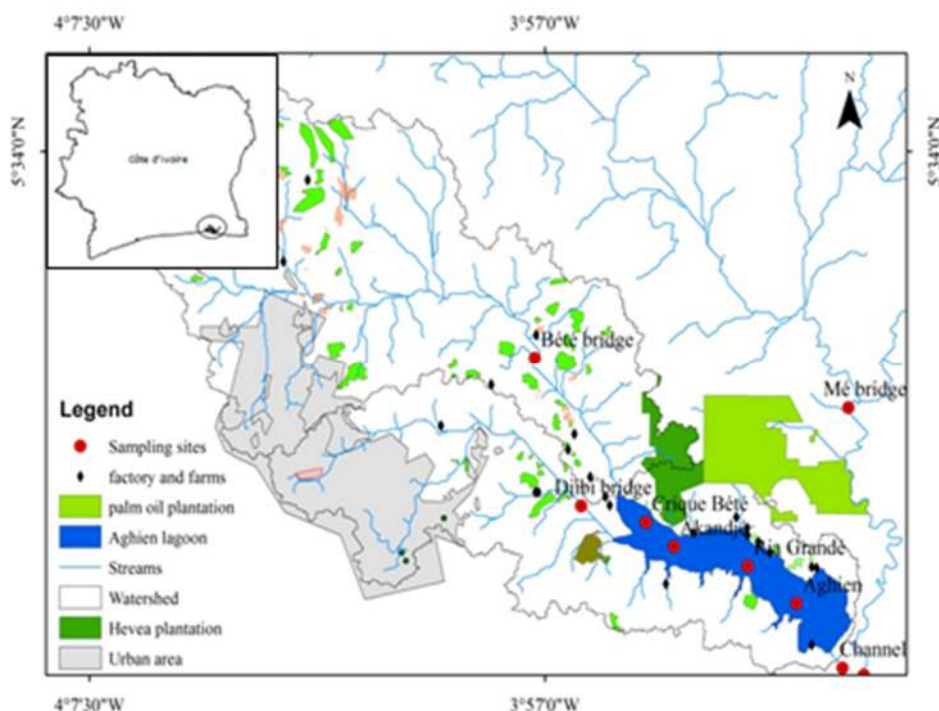 4°7'30"W
3°57'0"W
N
5°34'0"N
5°34'0"N
Côte d'ivoire
Bété bridge
Mé bridge
Legend
Sampling sites
factory and farms
palm oil plantation
Aghien lagoon
Streams
Watershed
Hevea plantation
Urban area
Djibi bridge
Crique Bété
Akandjé
Ria Grandé
Aghien
Channel
4°7'30"W
3°57'0"W